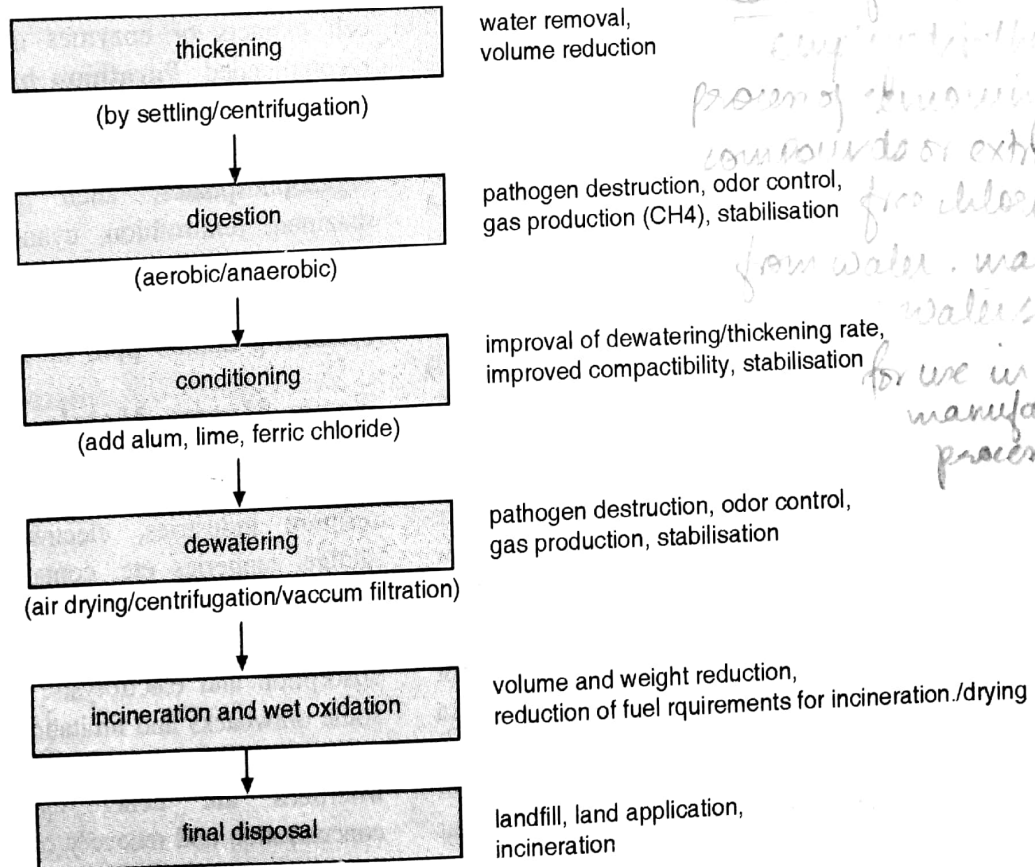 thickening
water removal,
volume reduction
(by settling/centrifugation)
digestion
pathogen destruction, odor control,
gas production (CH4), stabilisation
(aerobic/anaerobic)
conditioning
improval of dewatering/thickening rate,
improved compactibility, stabilisation
(add alum, lime, ferric chloride)
dewatering
pathogen destruction, odor control,
gas production, stabilisation
(air drying/centrifugation/vaccum filtration)
incineration and wet oxidation
volume and weight reduction,
reduction of fuel rquirements for incineration./drying
final disposal
landfill, land application,
incineration
process of
compounds or
free
from water.
for use in